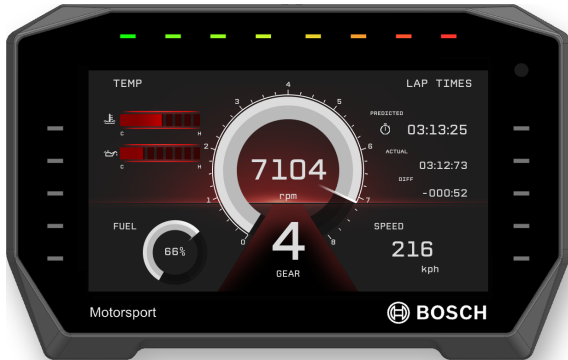 TEMP
LAP TIMES
C H
C H
PREDICTED
03:13:25
ACTUAL
03:12:73
DIFF
-000:52
0 1 2 3 4 5 6 7 8
7104
rpm
4
GEAR
FUEL
66%
SPEED
216
kph
Motorsport
BOSCH